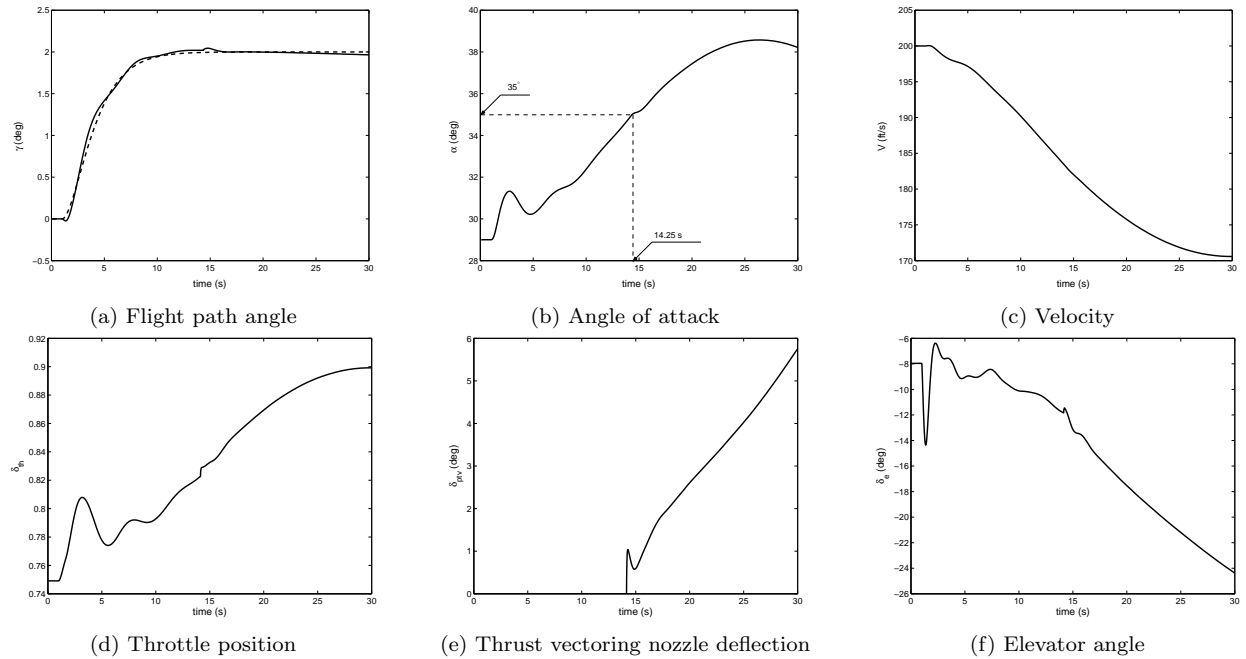 2.5
2
1.5
1
0.5
0
−0.5
γ (deg)
0 5 10 15 20 25 30
time (s)
(a) Flight path angle
40
38
36
34
32
30
28
α (deg)
35°
14.25 s
0 5 10 15 20 25 30
time (s)
(b) Angle of attack
205
200
195
190
185
180
175
170
V (ft/s)
0 5 10 15 20 25 30
time (s)
(c) Velocity
0.92
0.9
0.88
0.86
0.84
0.82
0.8
0.78
0.76
0.74
δth
0 5 10 15 20 25 30
time (s)
(d) Throttle position
6
5
4
3
2
1
0
δptv (deg)
0 5 10 15 20 25 30
time (s)
(e) Thrust vectoring nozzle deflection
−6
−8
−10
−12
−14
−16
−18
−20
−22
−24
−26
δe (deg)
0 5 10 15 20 25 30
time (s)
(f) Elevator angle